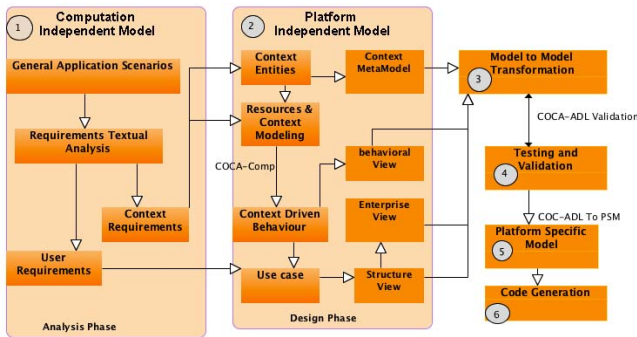 1
Computation
Independent Model
General Application Scenarios
Requirements Textual
Analysis
Context
Requirements
User
Requirements
Analysis Phase
2
Platform
Independent Model
Context
Entities
Context
MetaModel
Resources &
Context
Modeling
COCA-Comp
behavioral
View
Enterprise
View
Context Driven
Behaviour
Use case
Structure
View
Design Phase
Model to Model
Transformation
3
COCA-ADL Validation
Testing and
Validation
4
COC-ADL To PSM
Platform Specific
Model
5
Code Generation
6